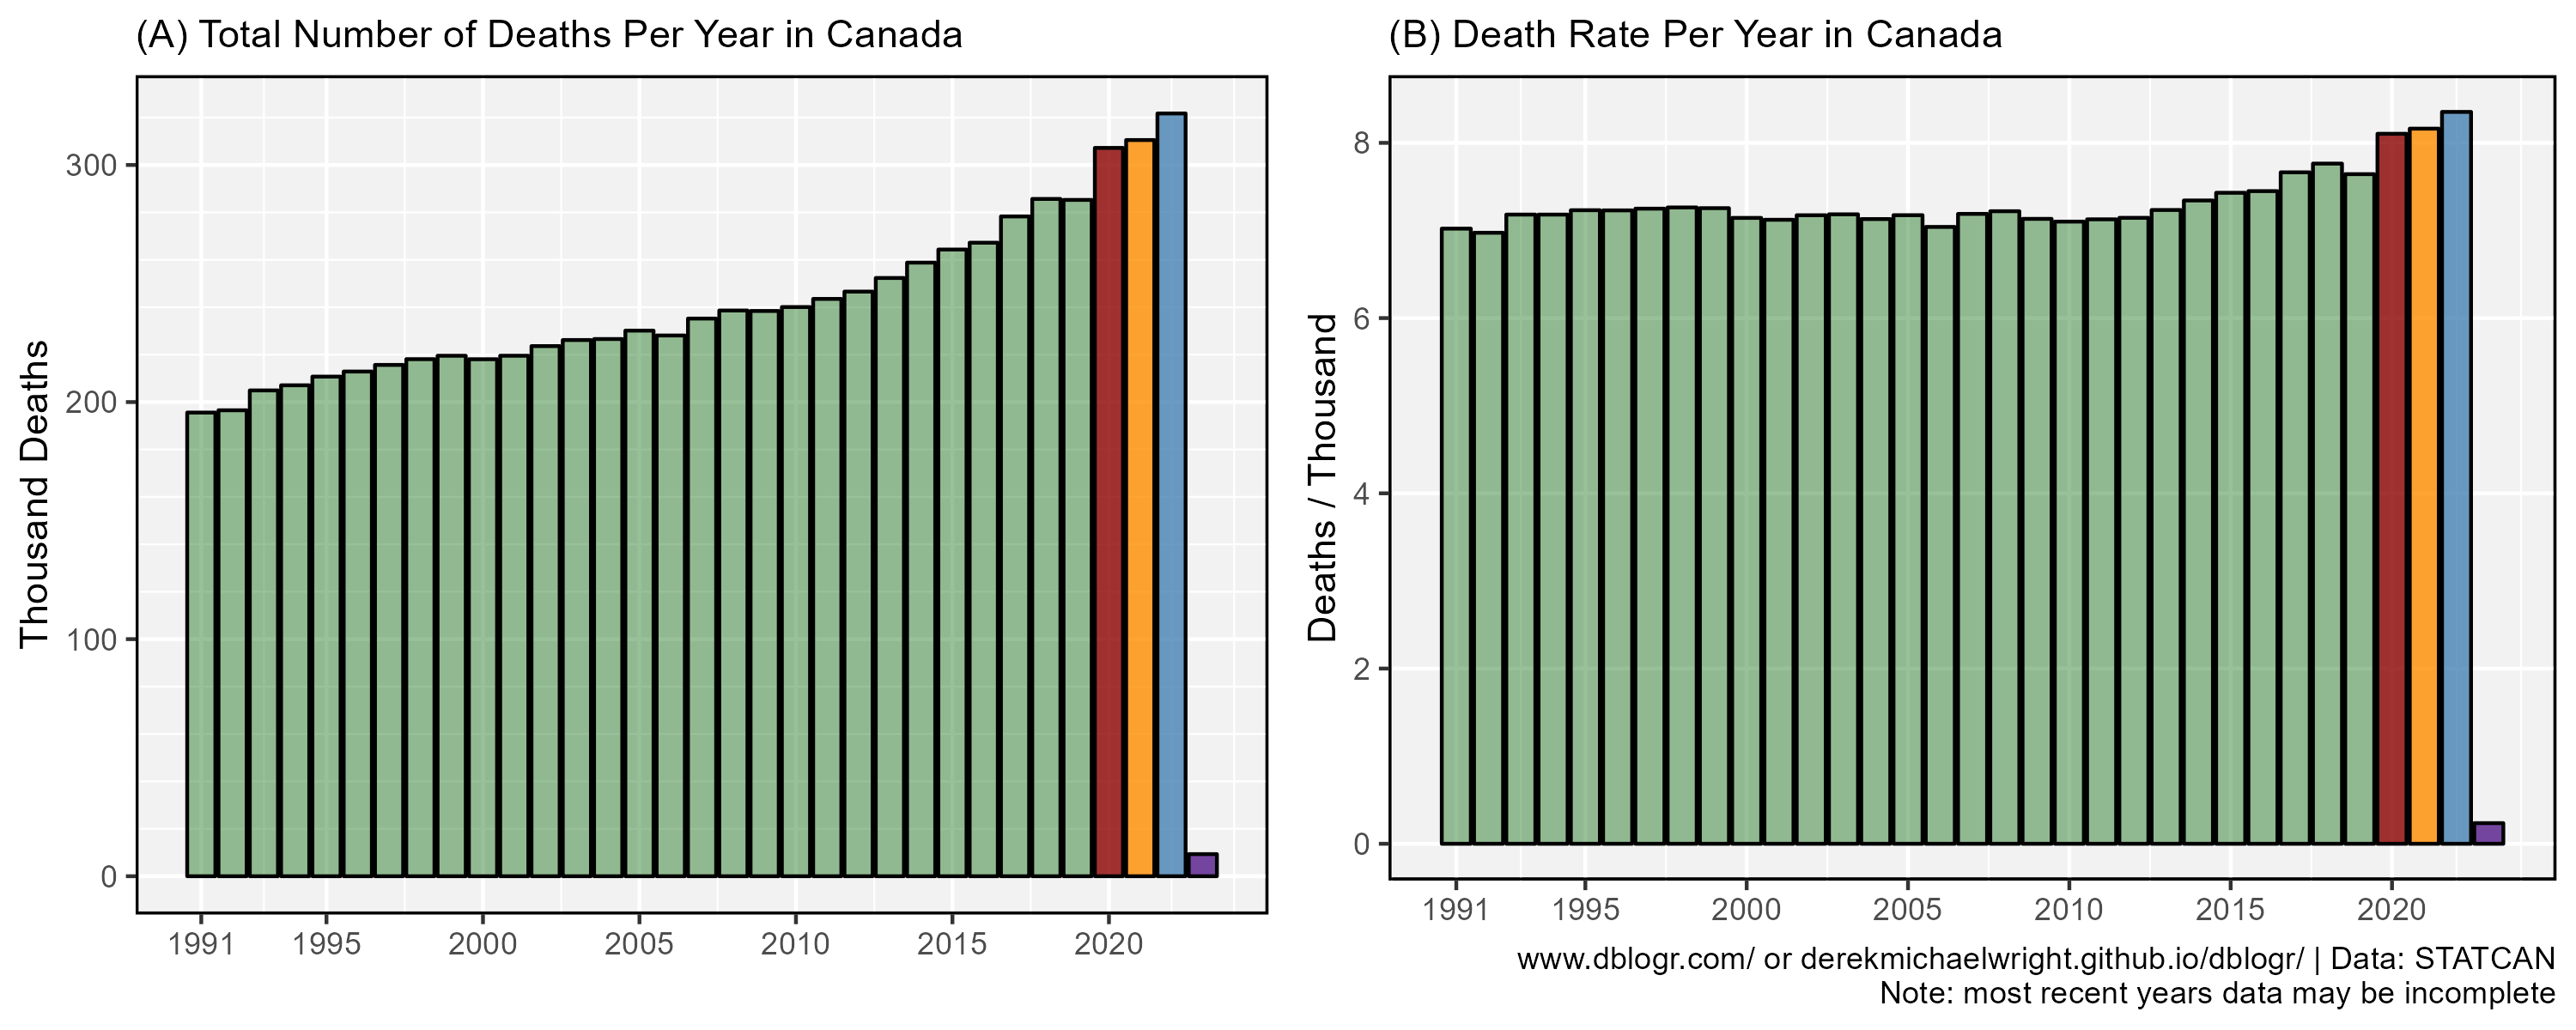 (A) Total Number of Deaths Per Year in Canada
Thousand Deaths
300
200
100
0
1991 1995 2000 2005 2010 2015 2020
(B) Death Rate Per Year in Canada
Deaths / Thousand
8
6
4
2
0
1991 1995 2000 2005 2010 2015 2020
www.dblogr.com/ or derekmichaelwright.github.io/dblogr/ | Data: STATCAN
Note: most recent years data may be incomplete